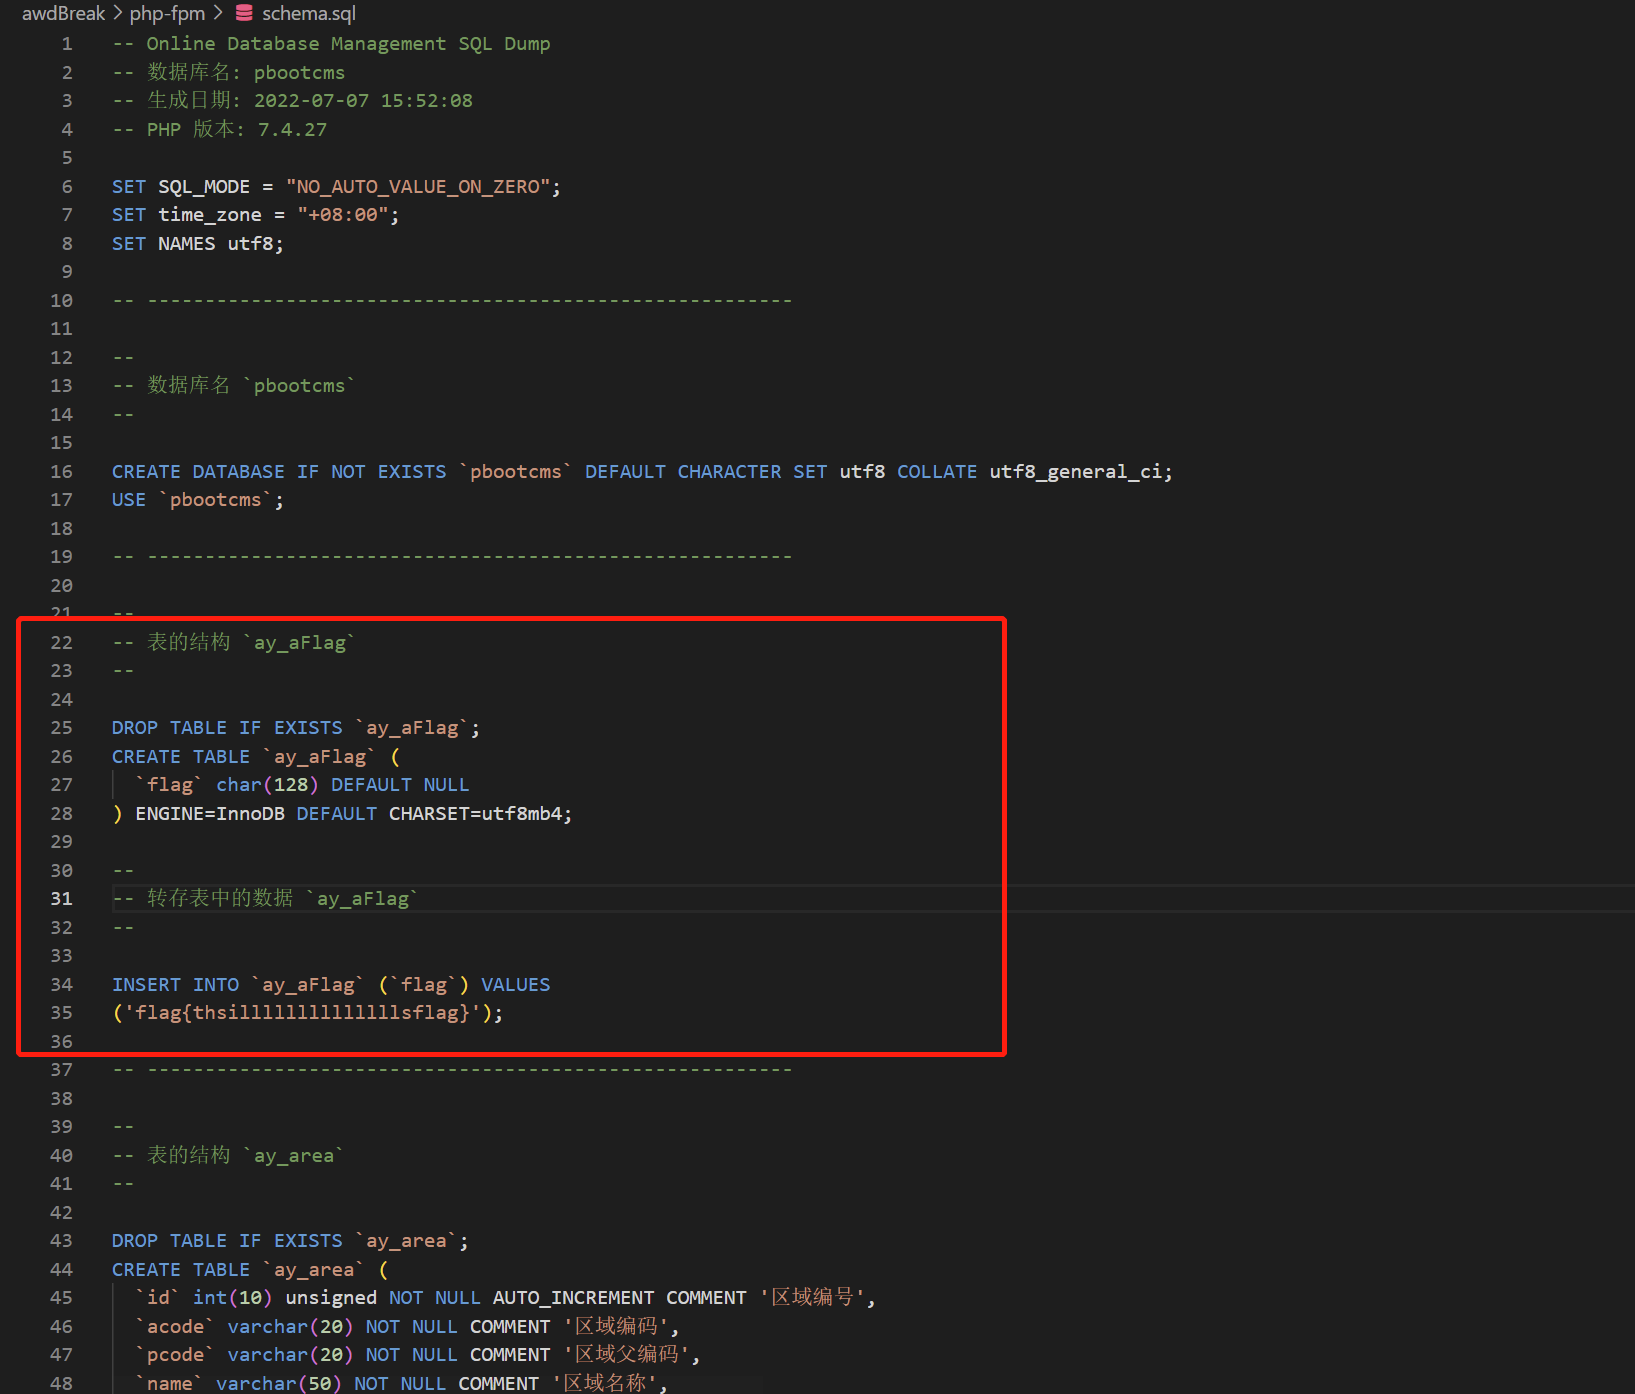 awdBreak > php-fpm > schema.sql
1 -- Online Database Management SQL Dump
2 -- 数据库名: pbootcms
3 -- 生成日期: 2022-07-07 15:52:08
4 -- PHP 版本: 7.4.27
5
6 SET SQL_MODE = "NO_AUTO_VALUE_ON_ZERO";
7 SET time_zone = "+08:00";
8 SET NAMES utf8;
9
10 -- --------------------------------------------------------
11
12 --
13 -- 数据库名 `pbootcms`
14 --
15
16 CREATE DATABASE IF NOT EXISTS `pbootcms` DEFAULT CHARACTER SET utf8 COLLATE utf8_general_ci;
17 USE `pbootcms`;
18
19 -- --------------------------------------------------------
20
21 --
22 -- 表的结构 `ay_aFlag`
23 --
24
25 DROP TABLE IF EXISTS `ay_aFlag`;
26 CREATE TABLE `ay_aFlag` (
27 `flag` char(128) DEFAULT NULL
28 ) ENGINE=InnoDB DEFAULT CHARSET=utf8mb4;
29
30 --
31 -- 转存表中的数据 `ay_aFlag`
32 --
33
34 INSERT INTO `ay_aFlag` (`flag`) VALUES
35 ('flag{thsillllllllllllllsflag}');
36
37 -- --------------------------------------------------------
38
39 --
40 -- 表的结构 `ay_area`
41 --
42
43 DROP TABLE IF EXISTS `ay_area`;
44 CREATE TABLE `ay_area` (
45 `id` int(10) unsigned NOT NULL AUTO_INCREMENT COMMENT '区域编号',
46 `acode` varchar(20) NOT NULL COMMENT '区域编码',
47 `pcode` varchar(20) NOT NULL COMMENT '区域父编码',
48 `name` varchar(50) NOT NULL COMMENT '区域名称',